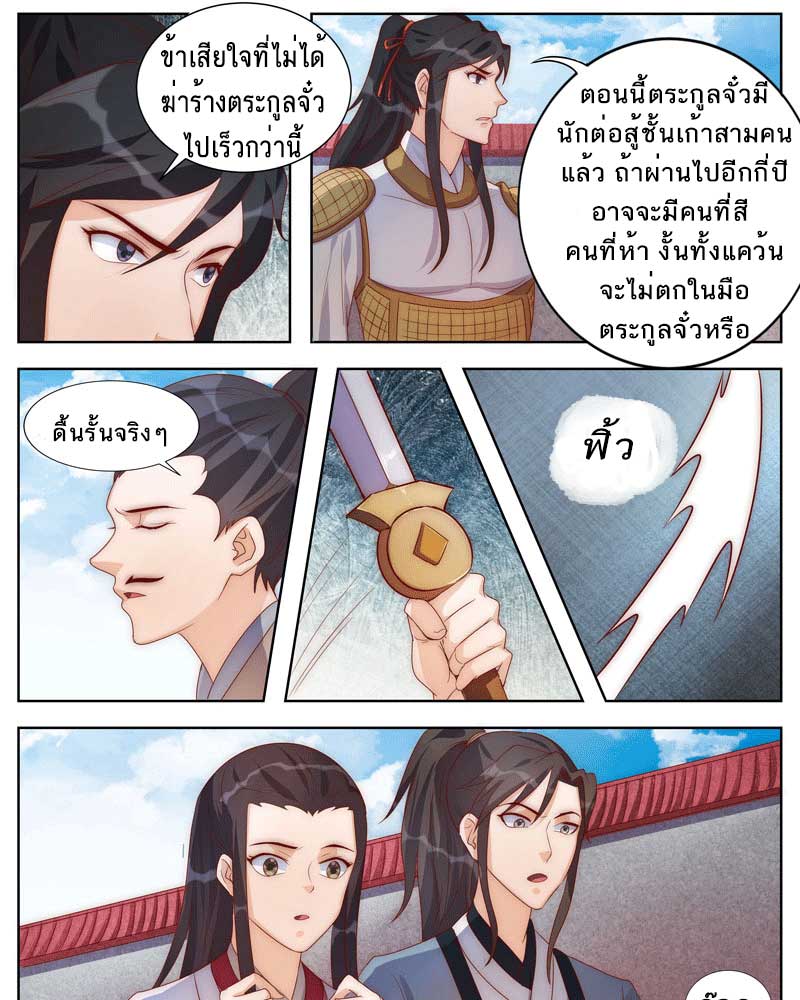 ข้าเสียใจที่ไม่ได้
ฆ่าร้างตระกูลจั๋ว
ไปเร็วกว่านี้
ตอนนี้ตระกูลจั๋วมี
นักต่อสู้ชั้นเก้าสามคน
แล้ว ถ้าผ่านไปอีกกี่ปี
อาจจะมีคนที่สี
คนที่ห้า งั้นทั้งแคว้น
จะไม่ตกในมือ
ตระกูลจั๋วหรือ
ดื้นรั้นจริงๆ
พิ้ว